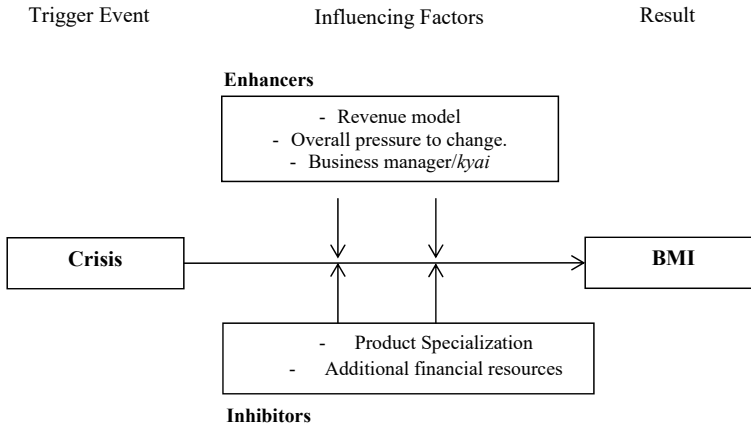 Trigger Event
Influencing Factors
Result
Enhancers
- Revenue model
- Overall pressure to change.
- Business manager/kyai
Crisis
BMI
- Product Specialization
- Additional financial resources
Inhibitors